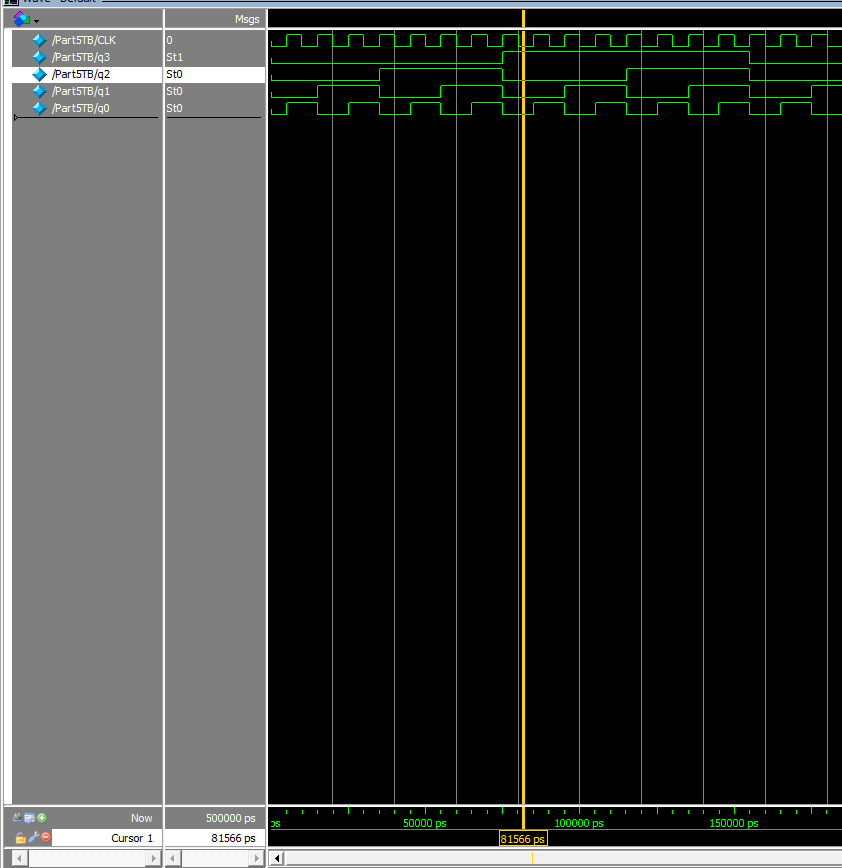 Wave - Default
Msgs
/Part5TB/CLK 0
/Part5TB/q3 St1
/Part5TB/q2 St0
/Part5TB/q1 St0
/Part5TB/q0 St0
Now 500000 ps ps 50000 ps 100000 ps 150000 ps
Cursor 1 81566 ps 81566 ps